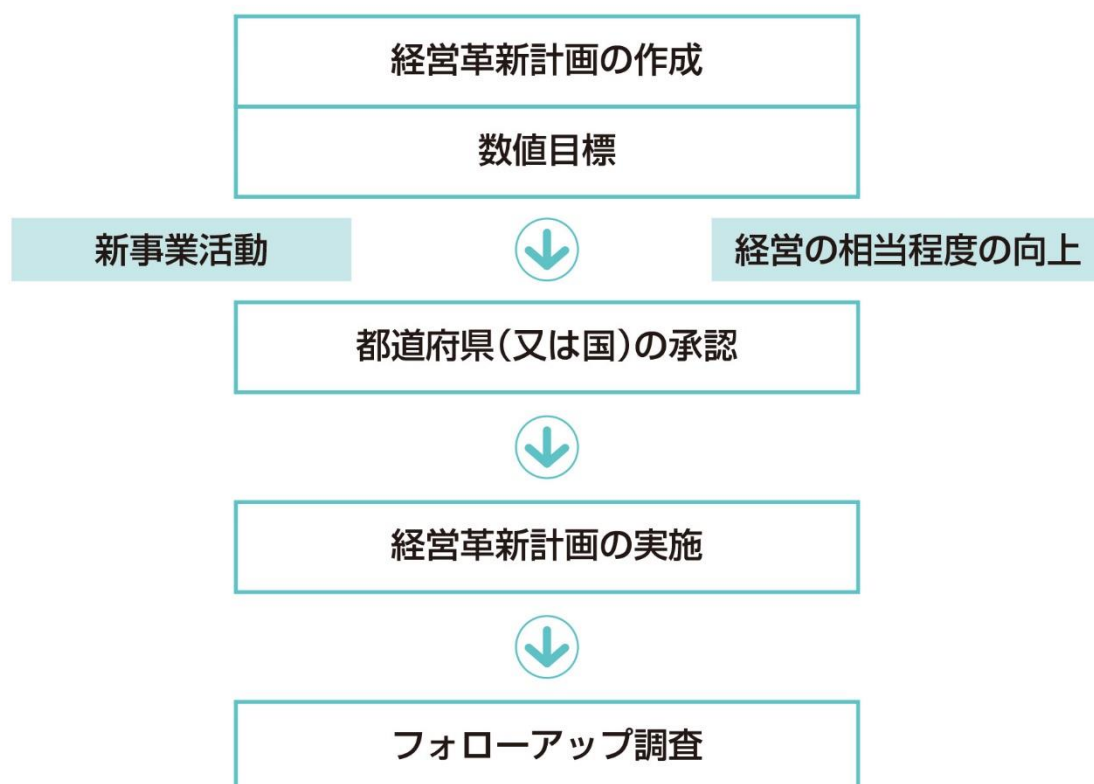 経営革新計画の作成
数値目標
新事業活動
経営の相当程度の向上
都道府県(又は国)の承認
経営革新計画の実施
フォローアップ調査